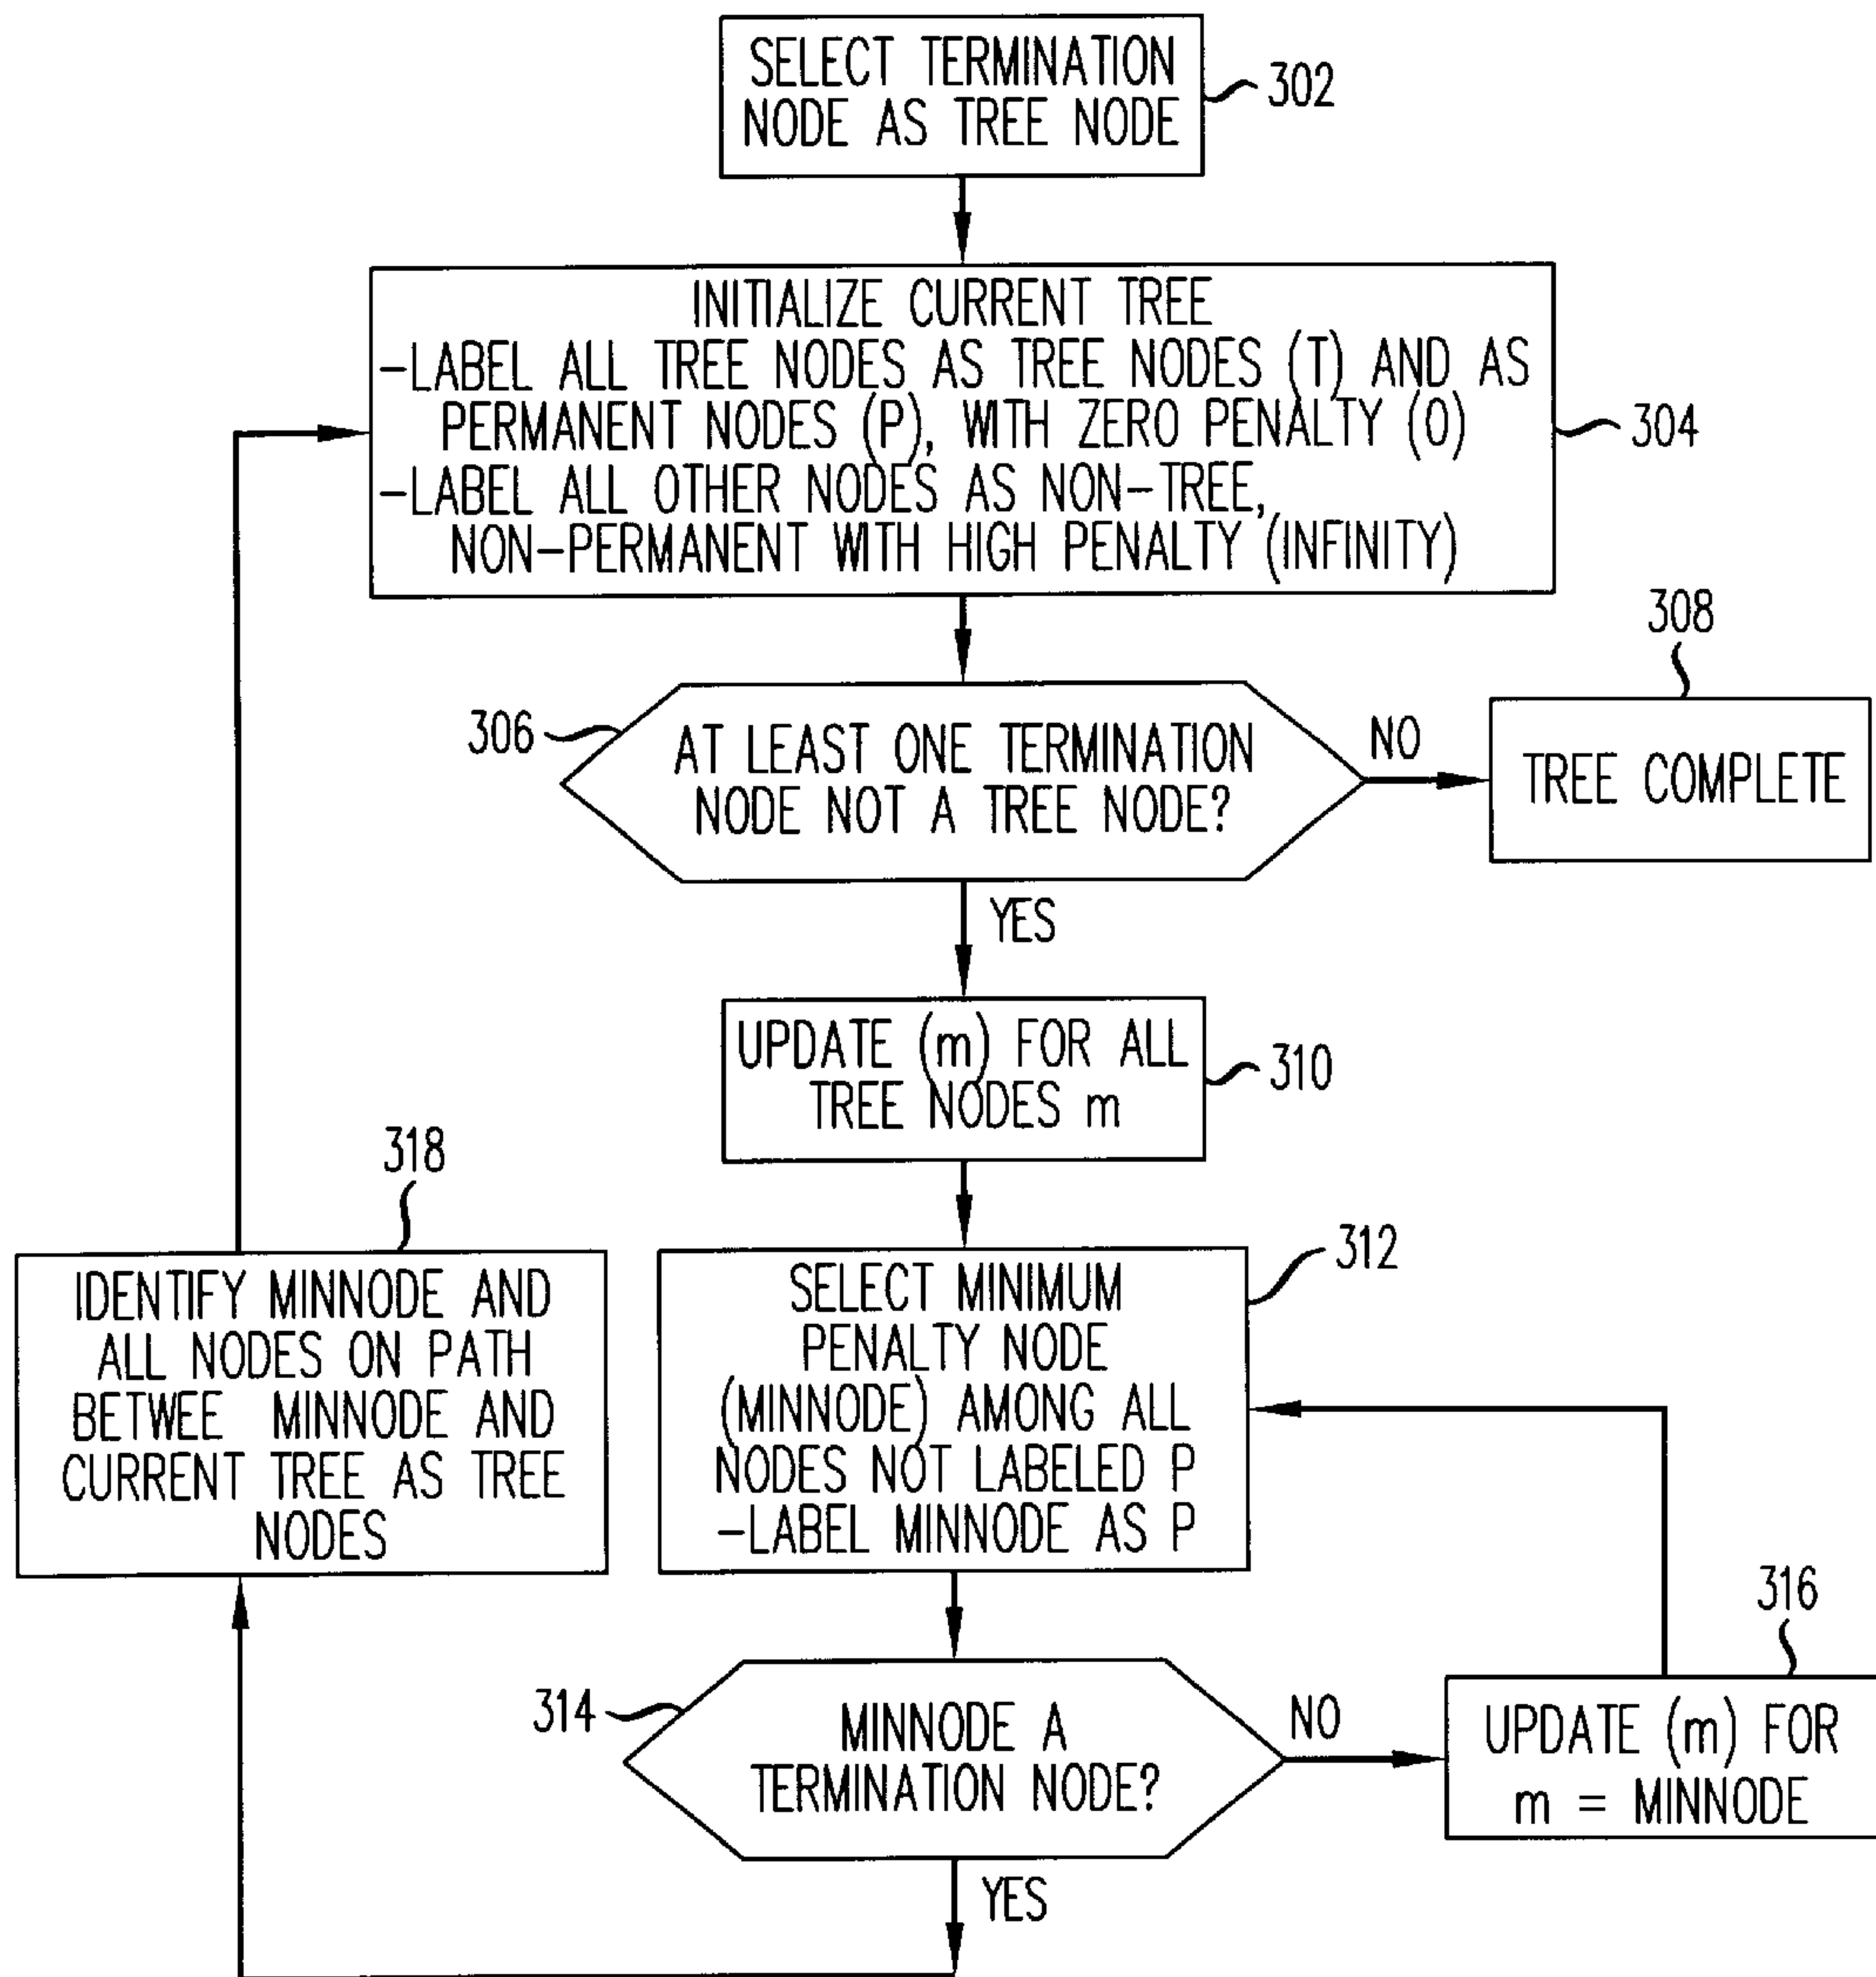 SELECT TERMINATION
NODE AS TREE NODE
302
INITIALIZE CURRENT TREE
-LABEL ALL TREE NODES AS TREE NODES (T) AND AS
PERMANENT NODES (P), WITH ZERO PENALTY (0)
-LABEL ALL OTHER NODES AS NON-TREE,
NON-PERMANENT WITH HIGH PENALTY (INFINITY)
304
306
AT LEAST ONE TERMINATION
NODE NOT A TREE NODE?
NO
308
TREE COMPLETE
YES
UPDATE (m) FOR ALL
TREE NODES m
310
312
SELECT MINIMUM
PENALTY NODE
(MINNODE) AMONG ALL
NODES NOT LABELED P
-LABEL MINNODE AS P
314
MINNODE A
TERMINATION NODE?
NO
316
UPDATE (m) FOR
m = MINNODE
YES
318
IDENTIFY MINNODE AND
ALL NODES ON PATH
BETWEE MINNODE AND
CURRENT TREE AS TREE
NODES